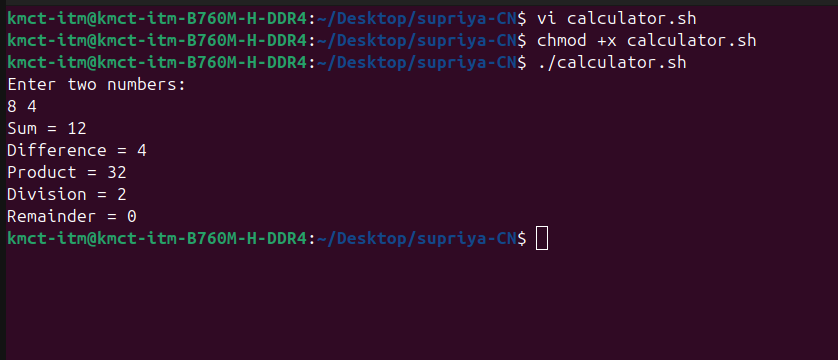 kmct-itm@kmct-itm-B760M-H-DDR4:~/Desktop/supriya-CN$ vi calculator.sh
kmct-itm@kmct-itm-B760M-H-DDR4:~/Desktop/supriya-CN$ chmod +x calculator.sh
kmct-itm@kmct-itm-B760M-H-DDR4:~/Desktop/supriya-CN$ ./calculator.sh
Enter two numbers:
8 4
Sum = 12
Difference = 4
Product = 32
Division = 2
Remainder = 0
kmct-itm@kmct-itm-B760M-H-DDR4:~/Desktop/supriya-CN$